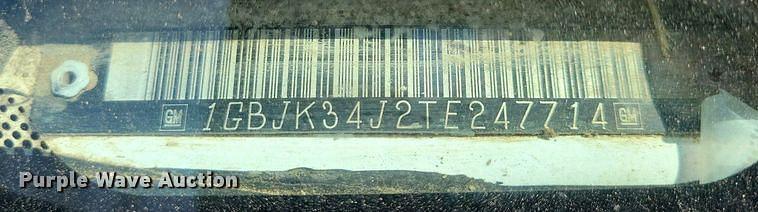 GM 1GBJK34J2TE247714 GM
Purple Wave Auction